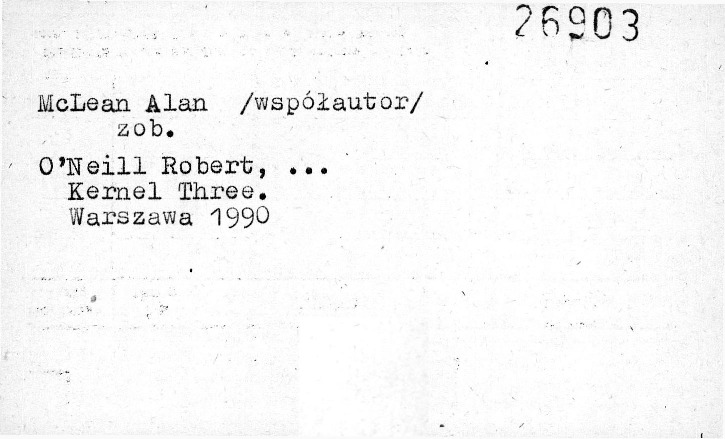 26903
McLean Alan /współautor/
zob.
O'Neill Robert, ...
Kernel Three.
Warszawa 1990